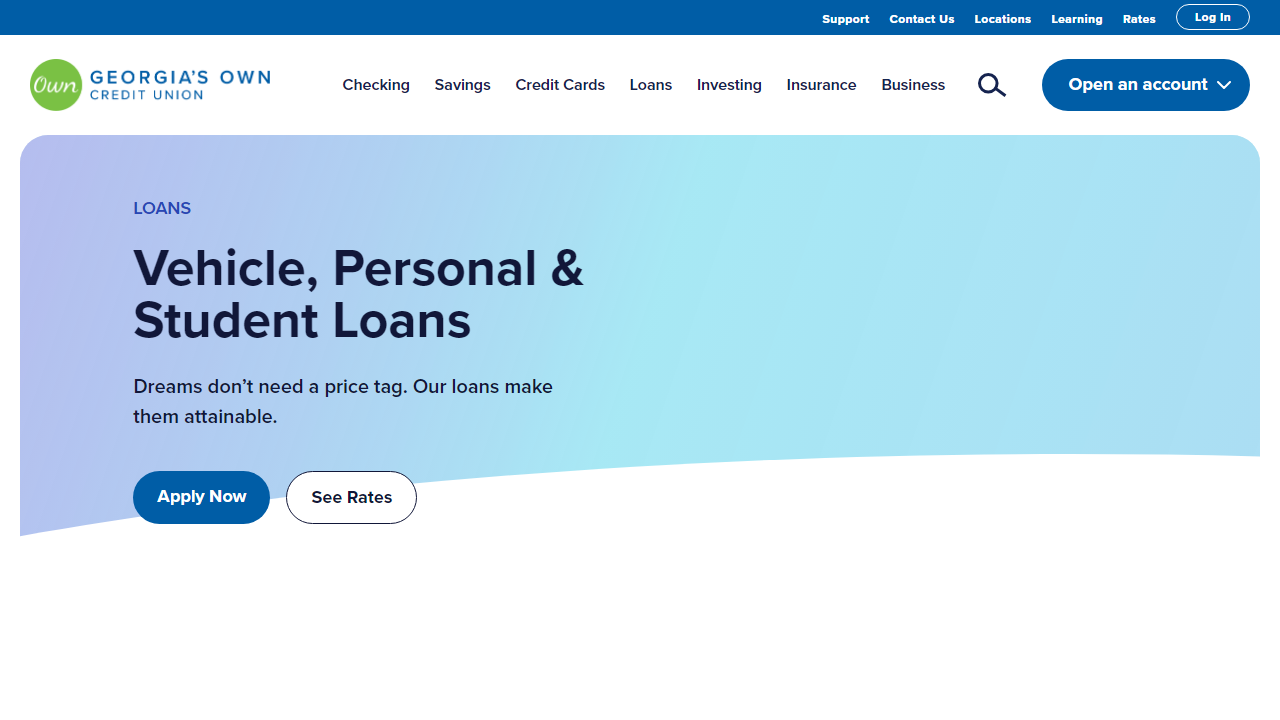 Support Contact Us Locations Learning Rates Log In
Own GEORGIA'S OWN
CREDIT UNION
Checking Savings Credit Cards Loans Investing Insurance Business Open an account
LOANS
Vehicle, Personal &
Student Loans
Dreams don’t need a price tag. Our loans make
them attainable.
Apply Now See Rates